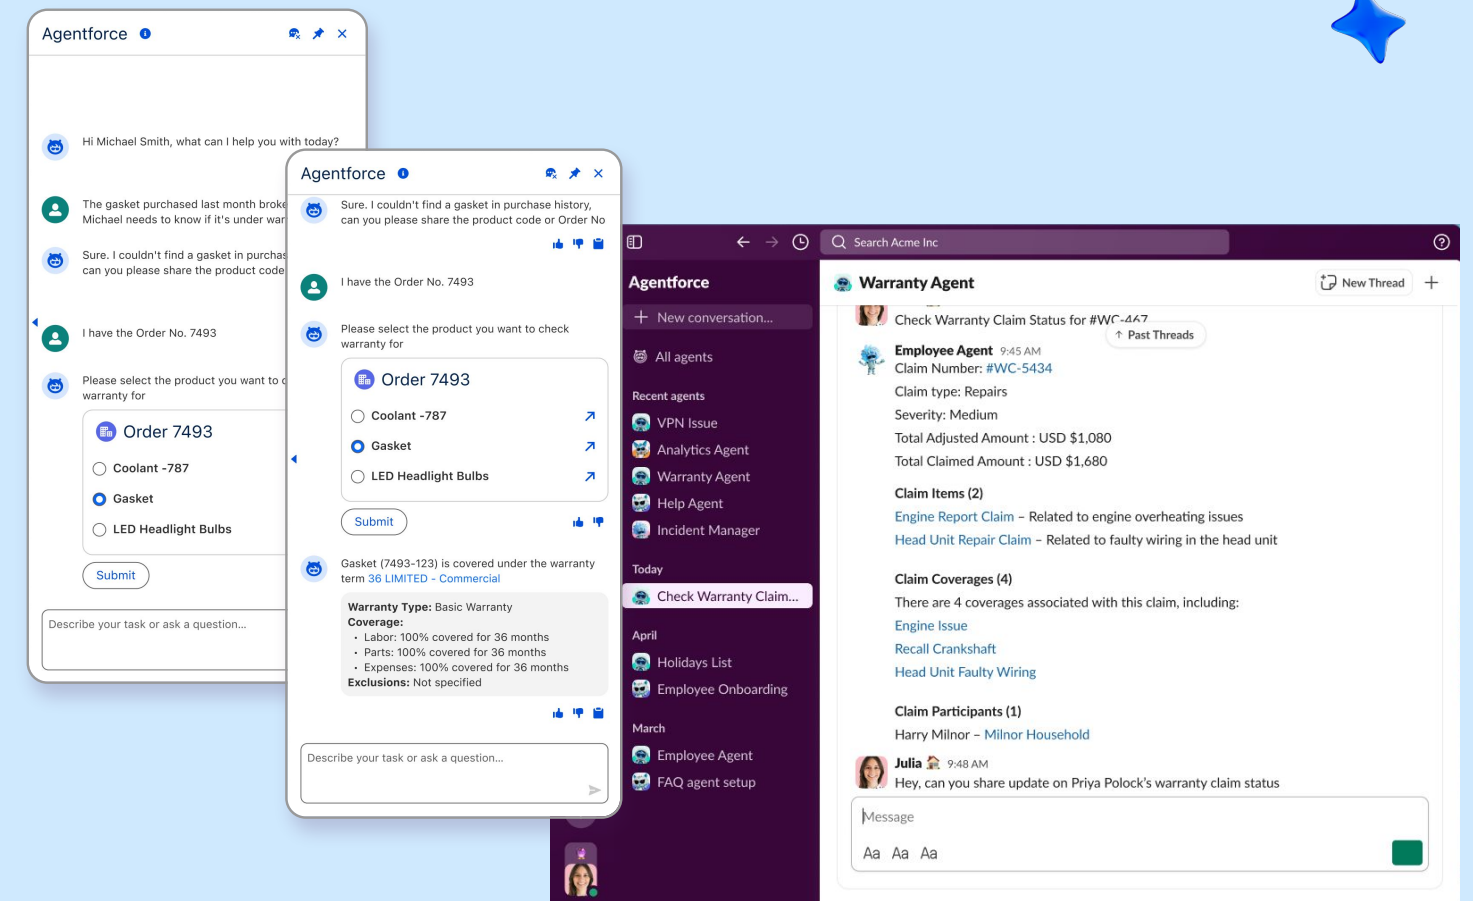 Agentforce
Hi Michael Smith, what can I help you with today?
The gasket purchased last month broke
Michael needs to know if it's under war
Sure. I couldn't find a gasket in purchas
can you please share the product code
I have the Order No. 7493
Please select the product you want to c
warranty for
Order 7493
Coolant -787
Gasket
LED Headlight Bulbs
Submit
Describe your task or ask a question...
Agentforce
Sure. I couldn't find a gasket in purchase history,
can you please share the product code or Order No
I have the Order No. 7493
Please select the product you want to check
warranty for
Order 7493
Coolant -787
Gasket
LED Headlight Bulbs
Submit
Gasket (7493-123) is covered under the warranty
term 36 LIMITED - Commercial
Warranty Type: Basic Warranty
Coverage:
• Labor: 100% covered for 36 months
• Parts: 100% covered for 36 months
• Expenses: 100% covered for 36 months
Exclusions: Not specified
Describe your task or ask a question...
Search Acme Inc
Agentforce
New conversation...
All agents
Recent agents
VPN Issue
Analytics Agent
Warranty Agent
Help Agent
Incident Manager
Today
Check Warranty Claim...
April
Holidays List
Employee Onboarding
March
Employee Agent
FAQ agent setup
Warranty Agent
New Thread
Check Warranty Claim Status for #WC-467
↑ Past Threads
Employee Agent 9:45 AM
Claim Number: #WC-5434
Claim type: Repairs
Severity: Medium
Total Adjusted Amount : USD $1,080
Total Claimed Amount : USD $1,680
Claim Items (2)
Engine Report Claim – Related to engine overheating issues
Head Unit Repair Claim – Related to faulty wiring in the head unit
Claim Coverages (4)
There are 4 coverages associated with this claim, including:
Engine Issue
Recall Crankshaft
Head Unit Faulty Wiring
Claim Participants (1)
Harry Milnor – Milnor Household
Julia 9:48 AM
Hey, can you share update on Priya Polock's warranty claim status
Message
Aa Aa Aa